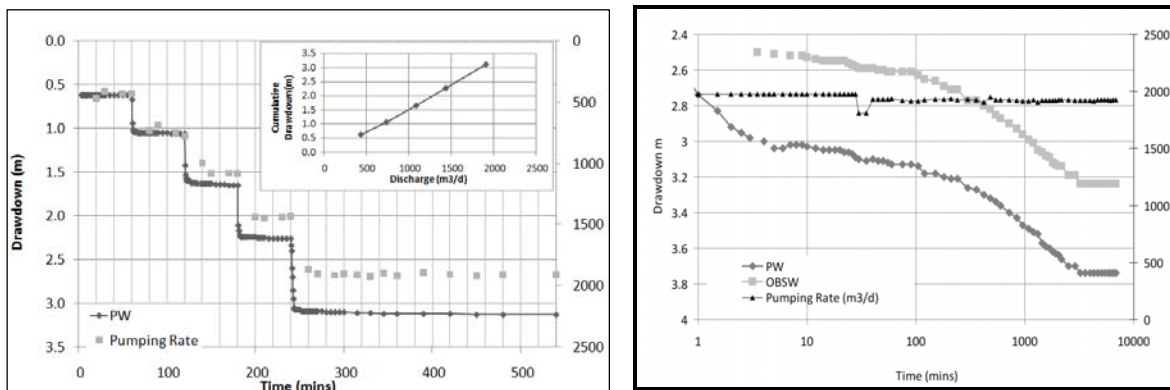 0.0
0.5
1.0
1.5
2.0
2.5
3.0
3.5
Drawdown (m)
0
500
1000
1500
2000
2500
0 100 200 300 400 500
Time (mins)
PW
Pumping Rate
Cumulative
Drawdown(m)
3.5
3.0
2.5
2.0
1.5
1.0
0.5
0.0
0 500 1000 1500 2000 2500
Discharge (m3/d)
2.4
2.6
2.8
3
3.2
3.4
3.6
3.8
4
Drawdown m
2500
2000
1500
1000
500
0
PW
OBSW
Pumping Rate (m3/d)
1 10 100 1000 10000
Time (mins)